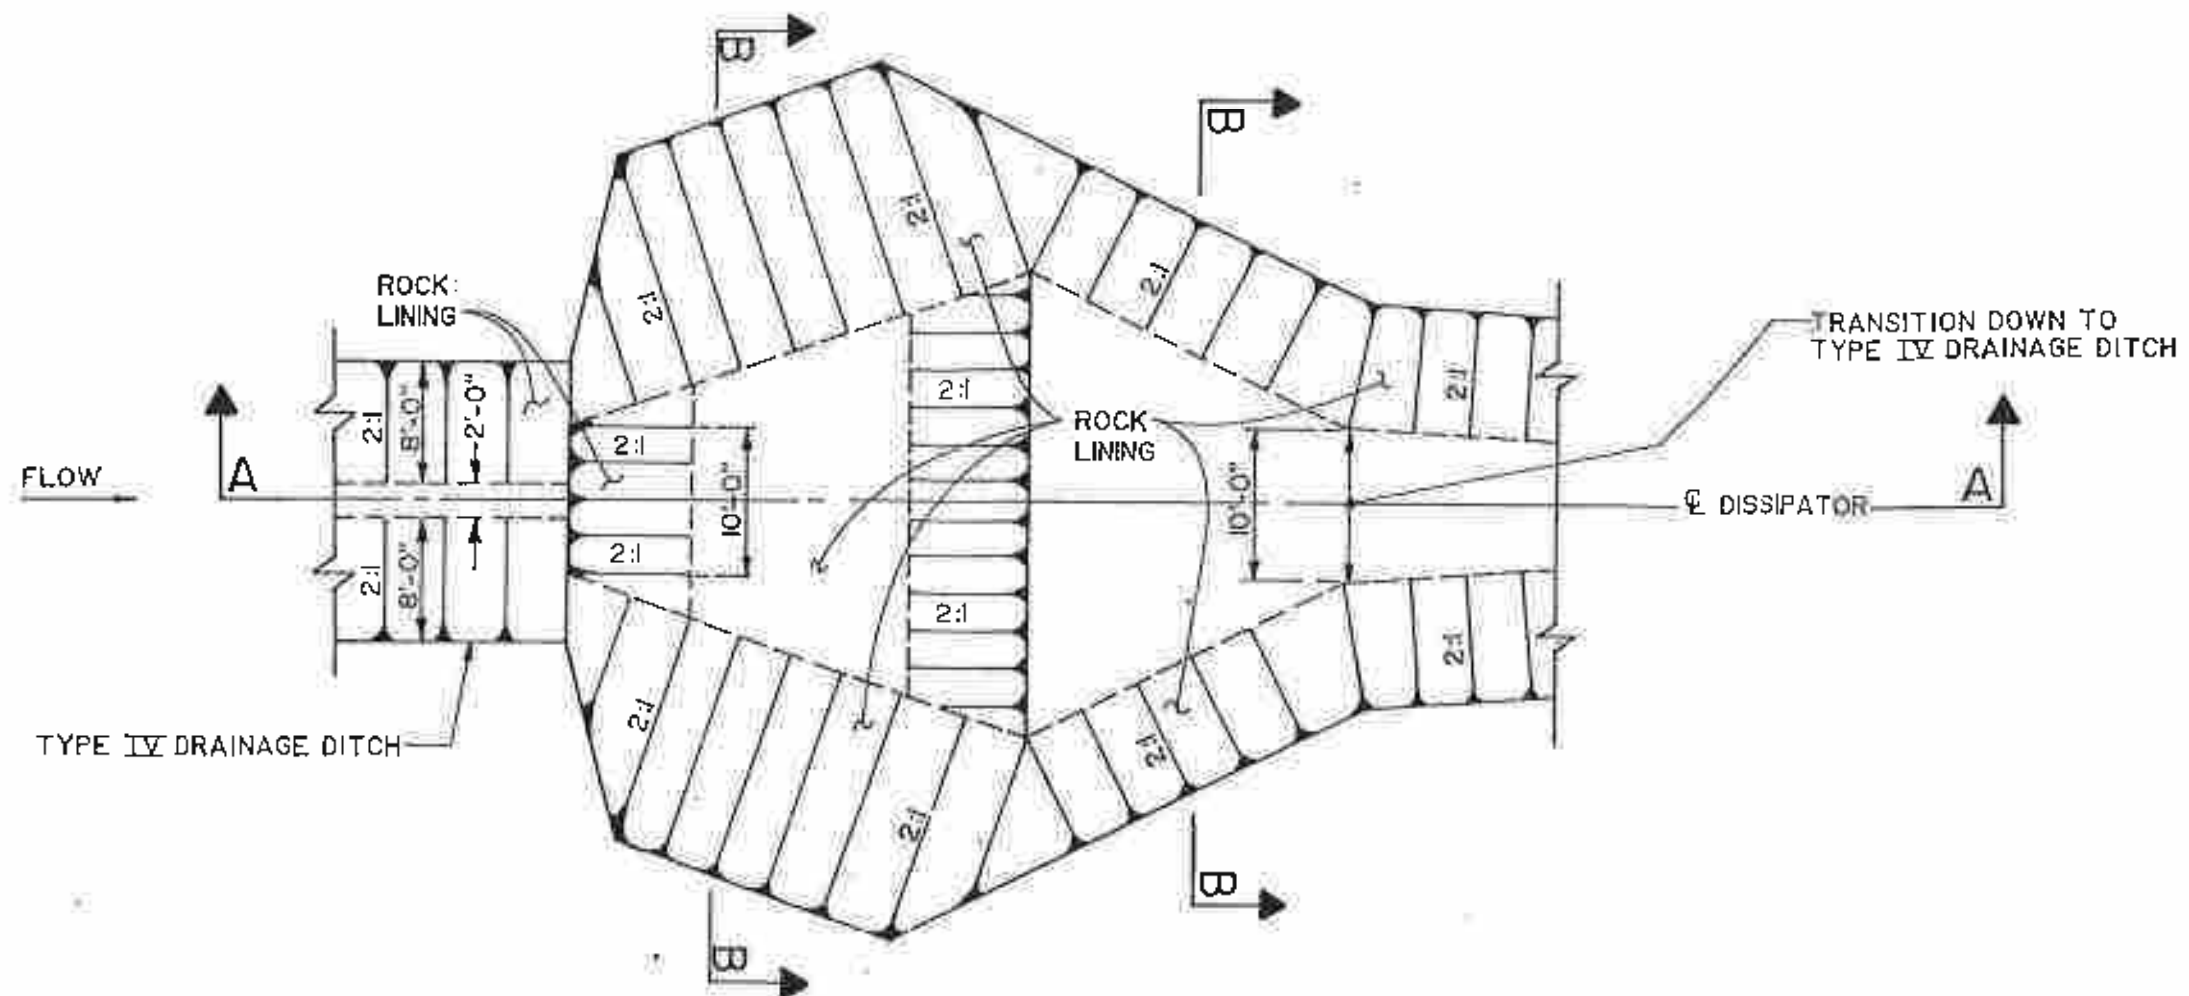 B
B
2:1
2:1
2:1
ROCK:
LINING
TRANSITION DOWN TO
TYPE IV DRAINAGE DITCH
2:1
8'-0"
2'-0"
2:1
2:1
2:1
ROCK
LINING
FLOW
A
10'-0"
10'-0"
℄ DISSIPATOR
A
2:1
8'-0"
2:1
2:1
2:1
2:1
2:1
TYPE IV DRAINAGE DITCH
2:1
B
B